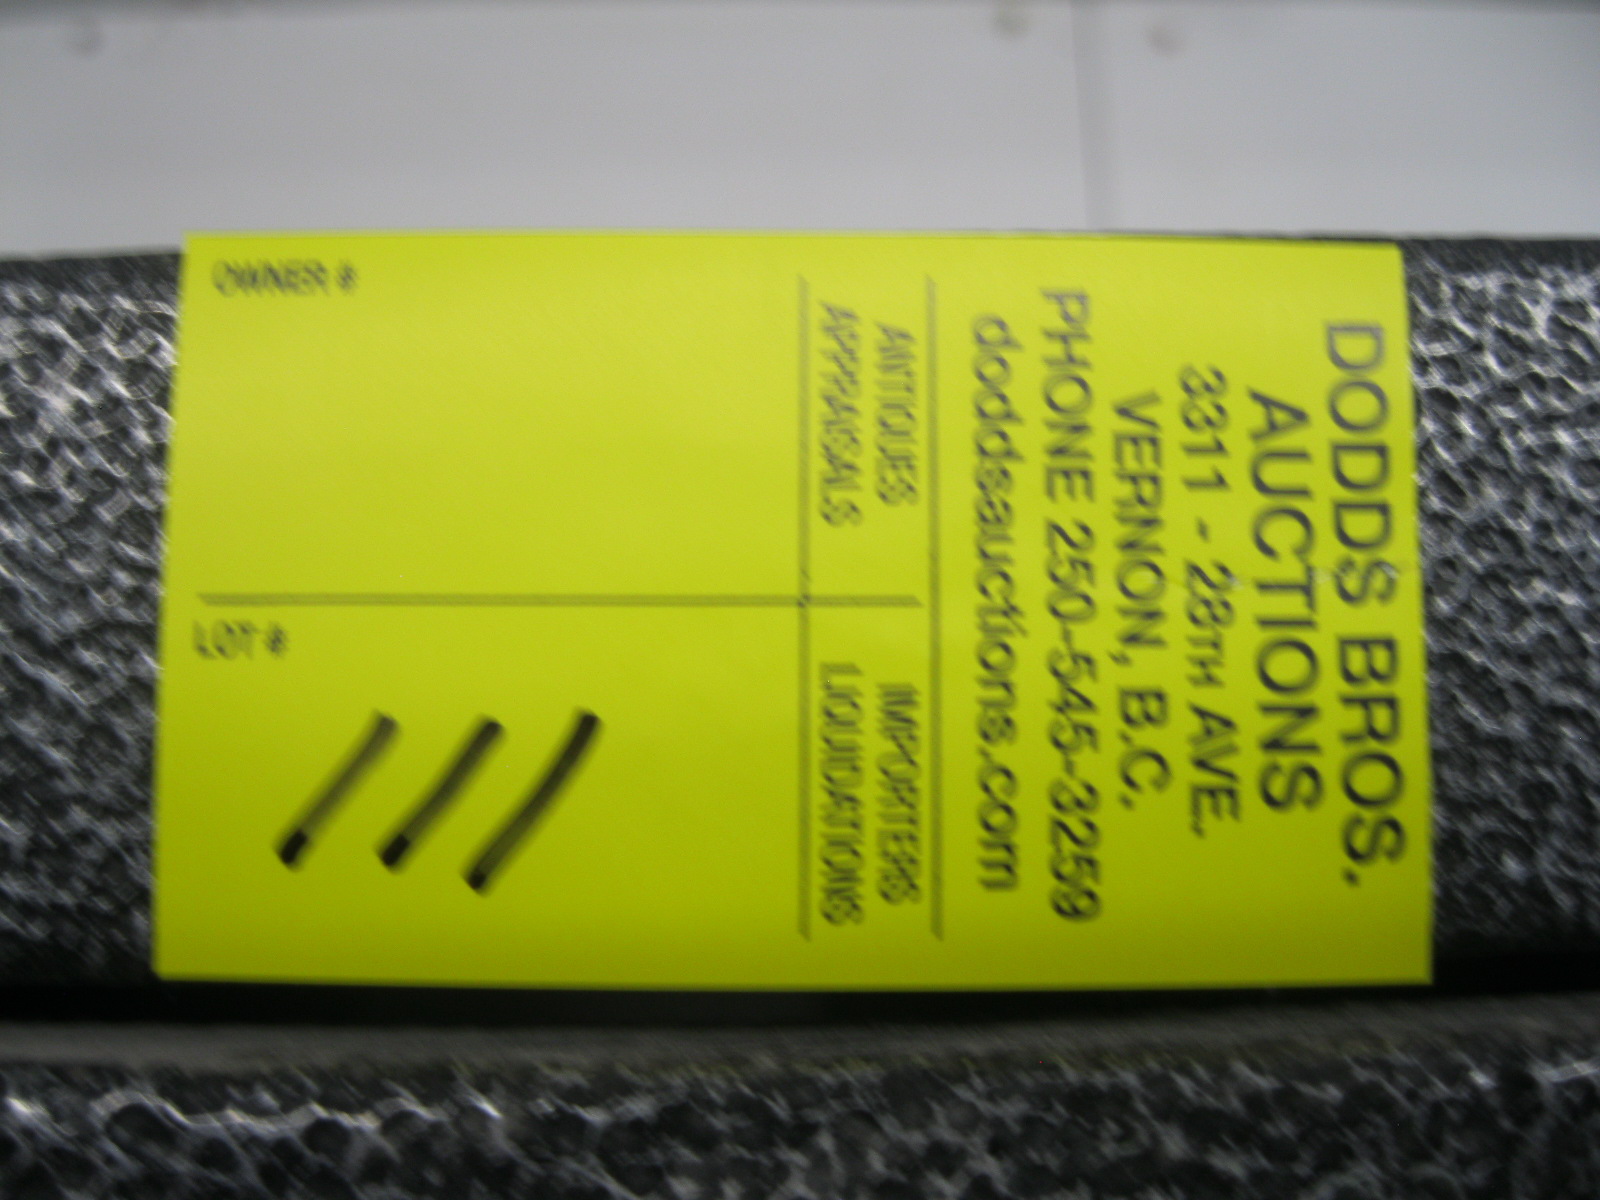 DODDS BROS.
AUCTIONS
3311 - 28TH AVE.
VERNON, B.C.
PHONE 250-545-3259
doddsauctions.com
ANTIQUES IMPORTERS
APPRAISALS LIQUIDATIONS
OWNER #
LOT #
111